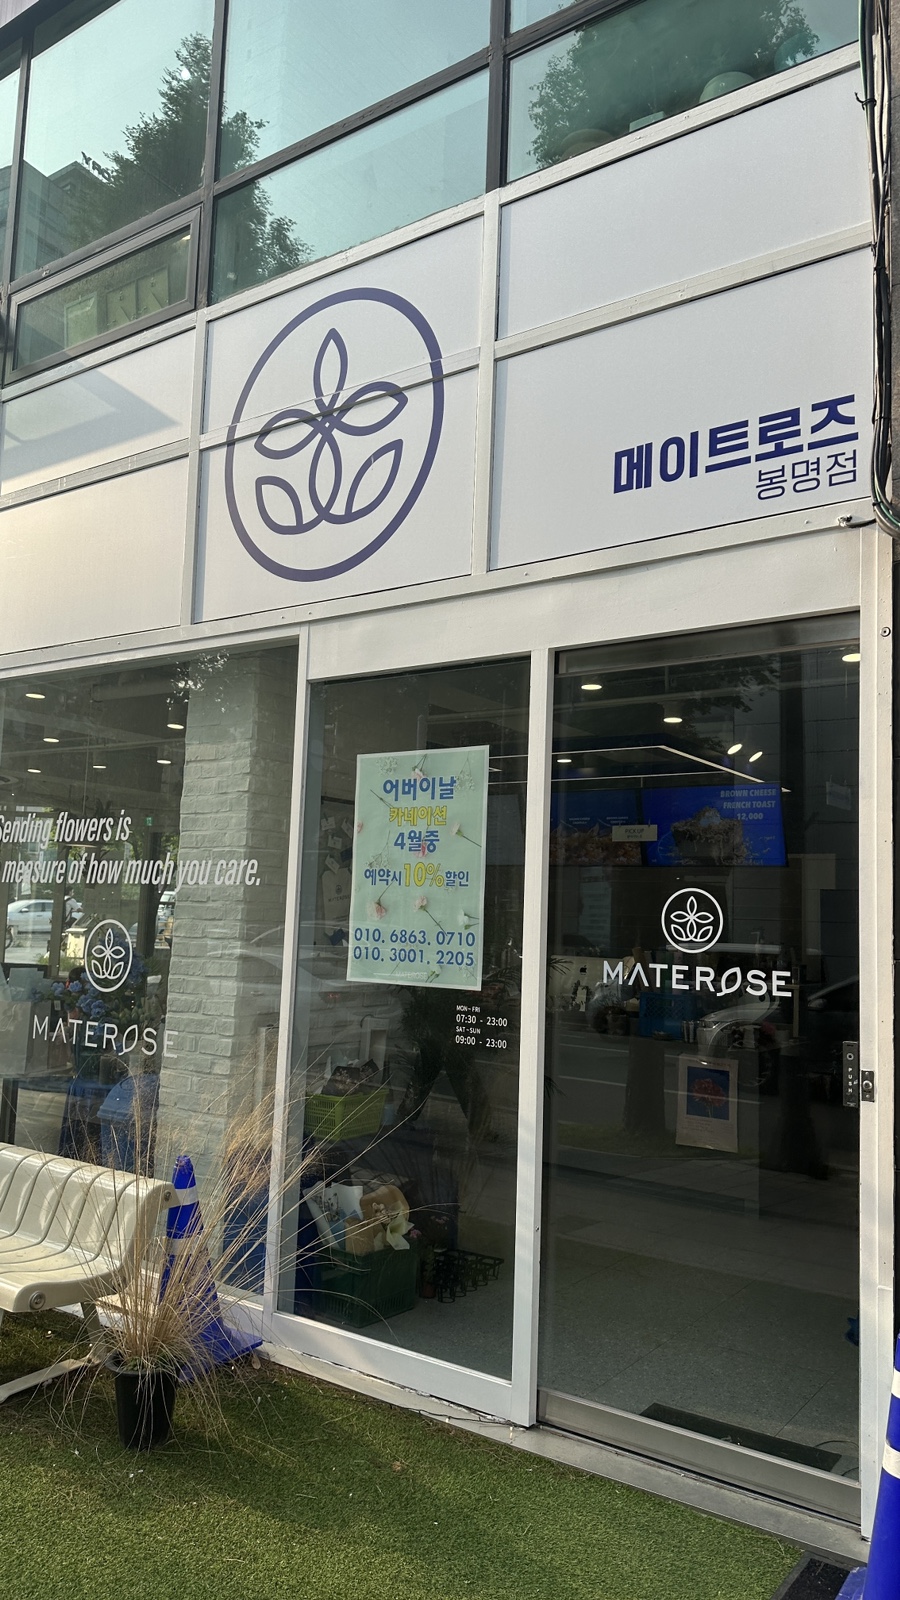 메이트로즈
봉명점
Sending flowers is
measure of how much you care.
MATEROSE
어버이날
카네이션
4월중
예약시10%할인
010. 6863. 0710
010. 3001. 2205
MON-FRI
07:30 - 23:00
SAT-SUN
09:00 - 23:00
BROWN CHEESE
FRENCH TOAST
12,000
PICK UP
MATEROSE
PUSH